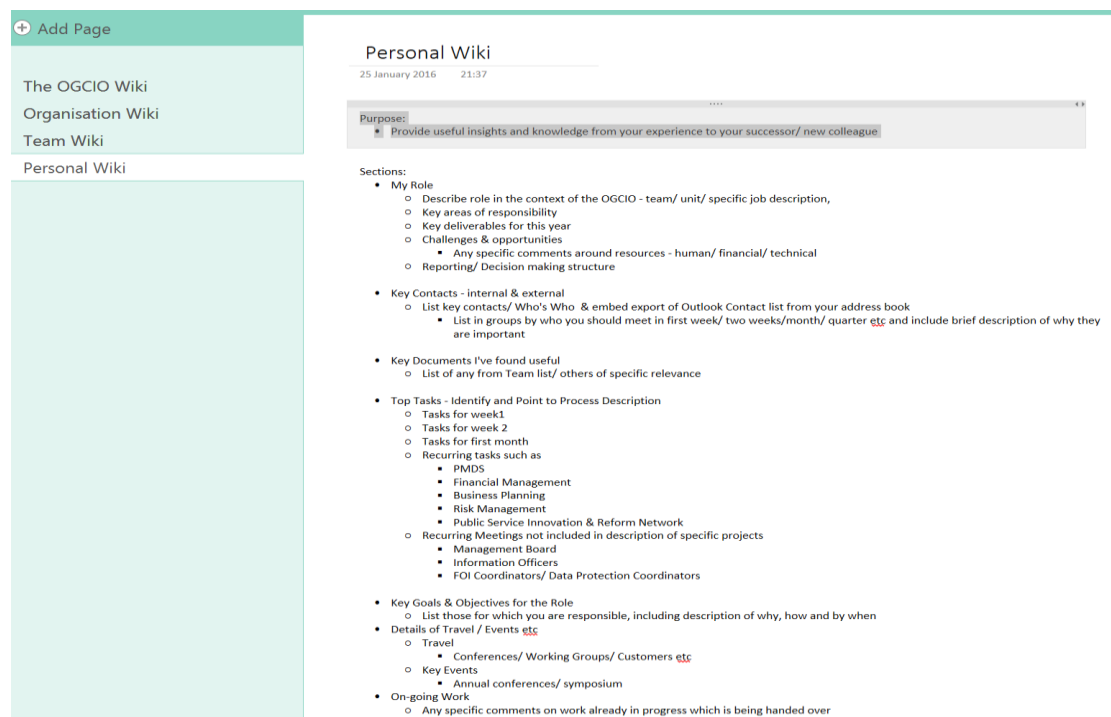 Add Page
The OGCIO Wiki
Organisation Wiki
Team Wiki
Personal Wiki
Personal Wiki
25 January 2016 21:37
Purpose:
• Provide useful insights and knowledge from your experience to your successor/ new colleague
Sections:
• My Role
○ Describe role in the context of the OGCIO - team/ unit/ specific job description,
○ Key areas of responsibility
○ Key deliverables for this year
○ Challenges & opportunities
▪ Any specific comments around resources - human/ financial/ technical
○ Reporting/ Decision making structure
• Key Contacts - internal & external
○ List key contacts/ Who's Who & embed export of Outlook Contact list from your address book
▪ List in groups by who you should meet in first week/ two weeks/month/ quarter etc and include brief description of why they
are important
• Key Documents I've found useful
○ List of any from Team list/ others of specific relevance
• Top Tasks - Identify and Point to Process Description
○ Tasks for week1
○ Tasks for week 2
○ Tasks for first month
○ Recurring tasks such as
▪ PMDS
▪ Financial Management
▪ Business Planning
▪ Risk Management
▪ Public Service Innovation & Reform Network
○ Recurring Meetings not included in description of specific projects
▪ Management Board
▪ Information Officers
▪ FOI Coordinators/ Data Protection Coordinators
• Key Goals & Objectives for the Role
○ List those for which you are responsible, including description of why, how and by when
• Details of Travel / Events etc
○ Travel
▪ Conferences/ Working Groups/ Customers etc
○ Key Events
▪ Annual conferences/ symposium
• On-going Work
○ Any specific comments on work already in progress which is being handed over